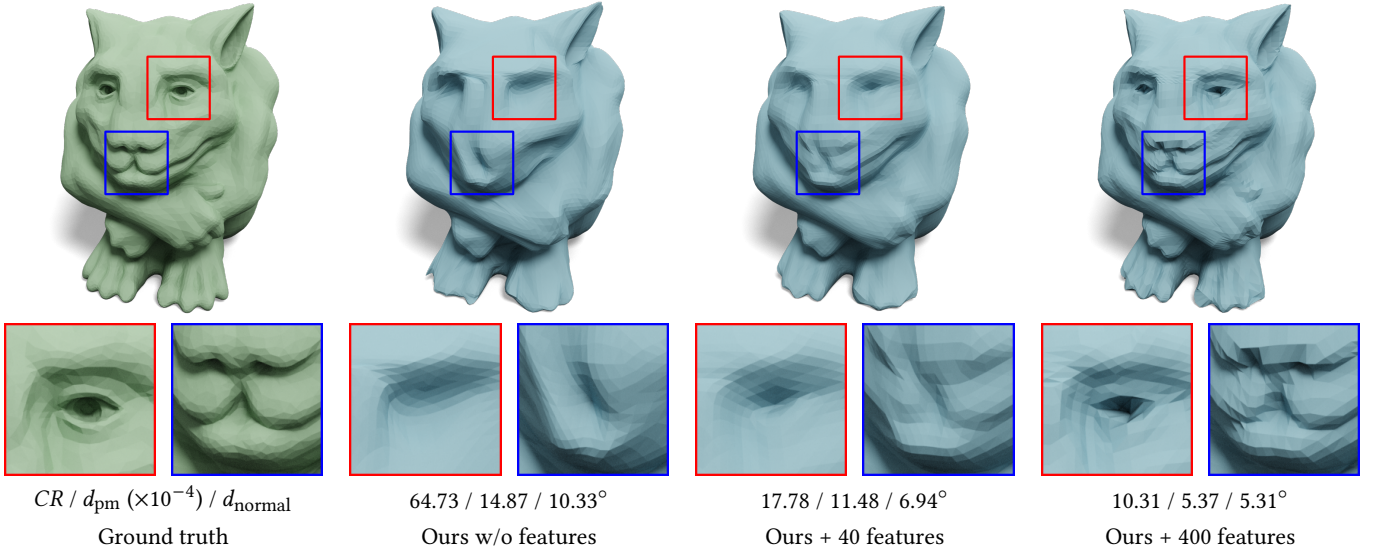 CR / d_pm (×10⁻⁴) / d_normal
64.73 / 14.87 / 10.33°
17.78 / 11.48 / 6.94°
10.31 / 5.37 / 5.31°
Ground truth
Ours w/o features
Ours + 40 features
Ours + 400 features